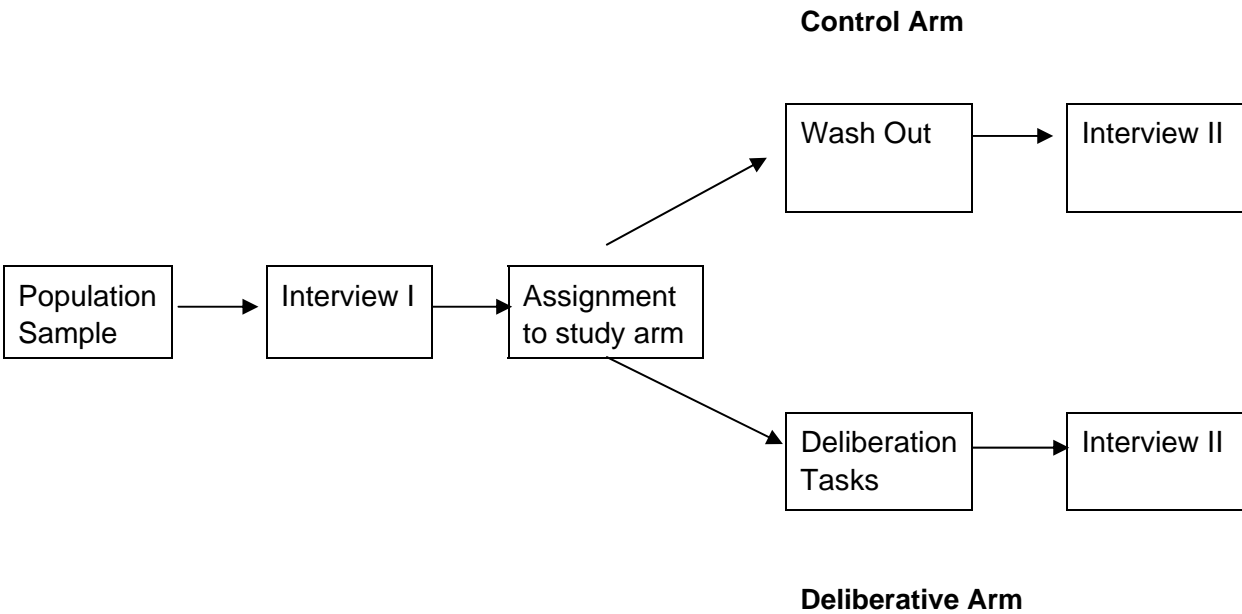 Control Arm
Wash Out
Interview II
Population
Sample
Interview I
Assignment
to study arm
Deliberation
Tasks
Interview II
Deliberative Arm